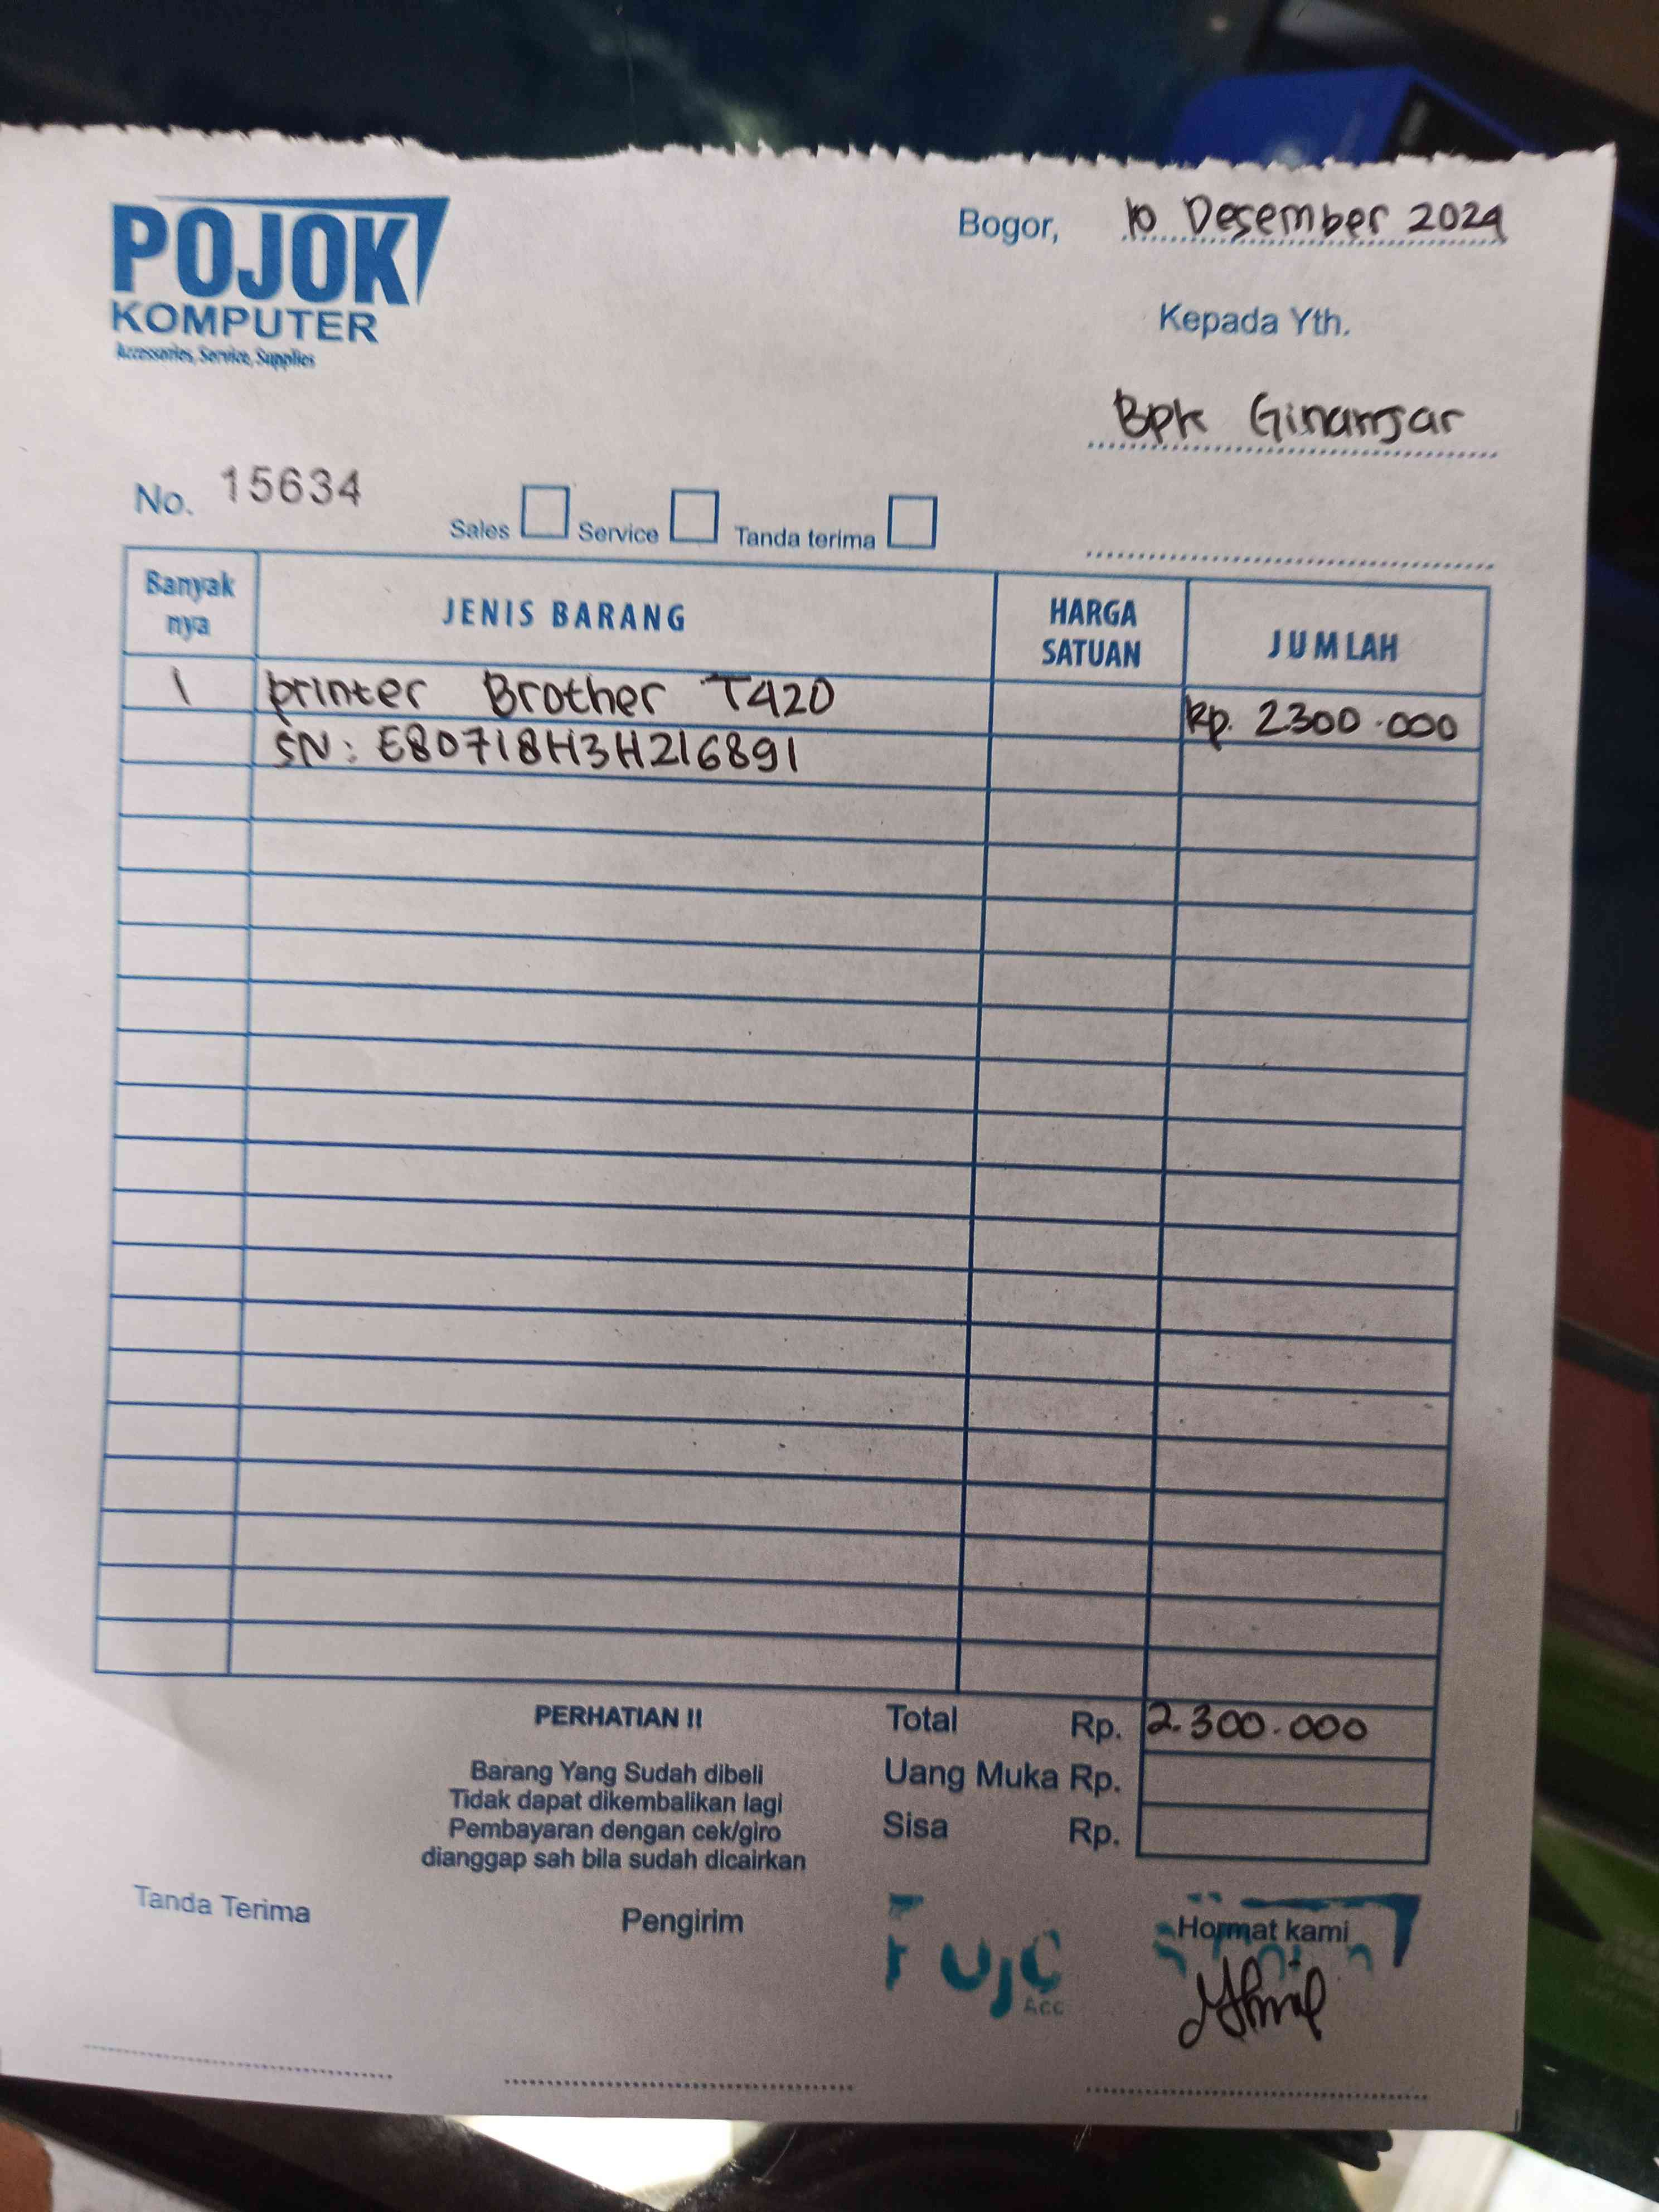 POJOK
KOMPUTER
Accessories, Service, Supplies
Bogor, 10 Desember 2024
Kepada Yth.
Bpk Ginanjar
No. 15634
Sales Service Tanda terima
Banyak nya JENIS BARANG HARGA SATUAN JUMLAH
1 printer Brother T420 Rp. 2300.000
SN: E80718H3H216891
PERHATIAN !!
Barang Yang Sudah dibeli
Tidak dapat dikembalikan lagi
Pembayaran dengan cek/giro
dianggap sah bila sudah dicairkan
Total Rp. 2.300.000
Uang Muka Rp.
Sisa Rp.
Tanda Terima
Pengirim
Hormat kami
Acc